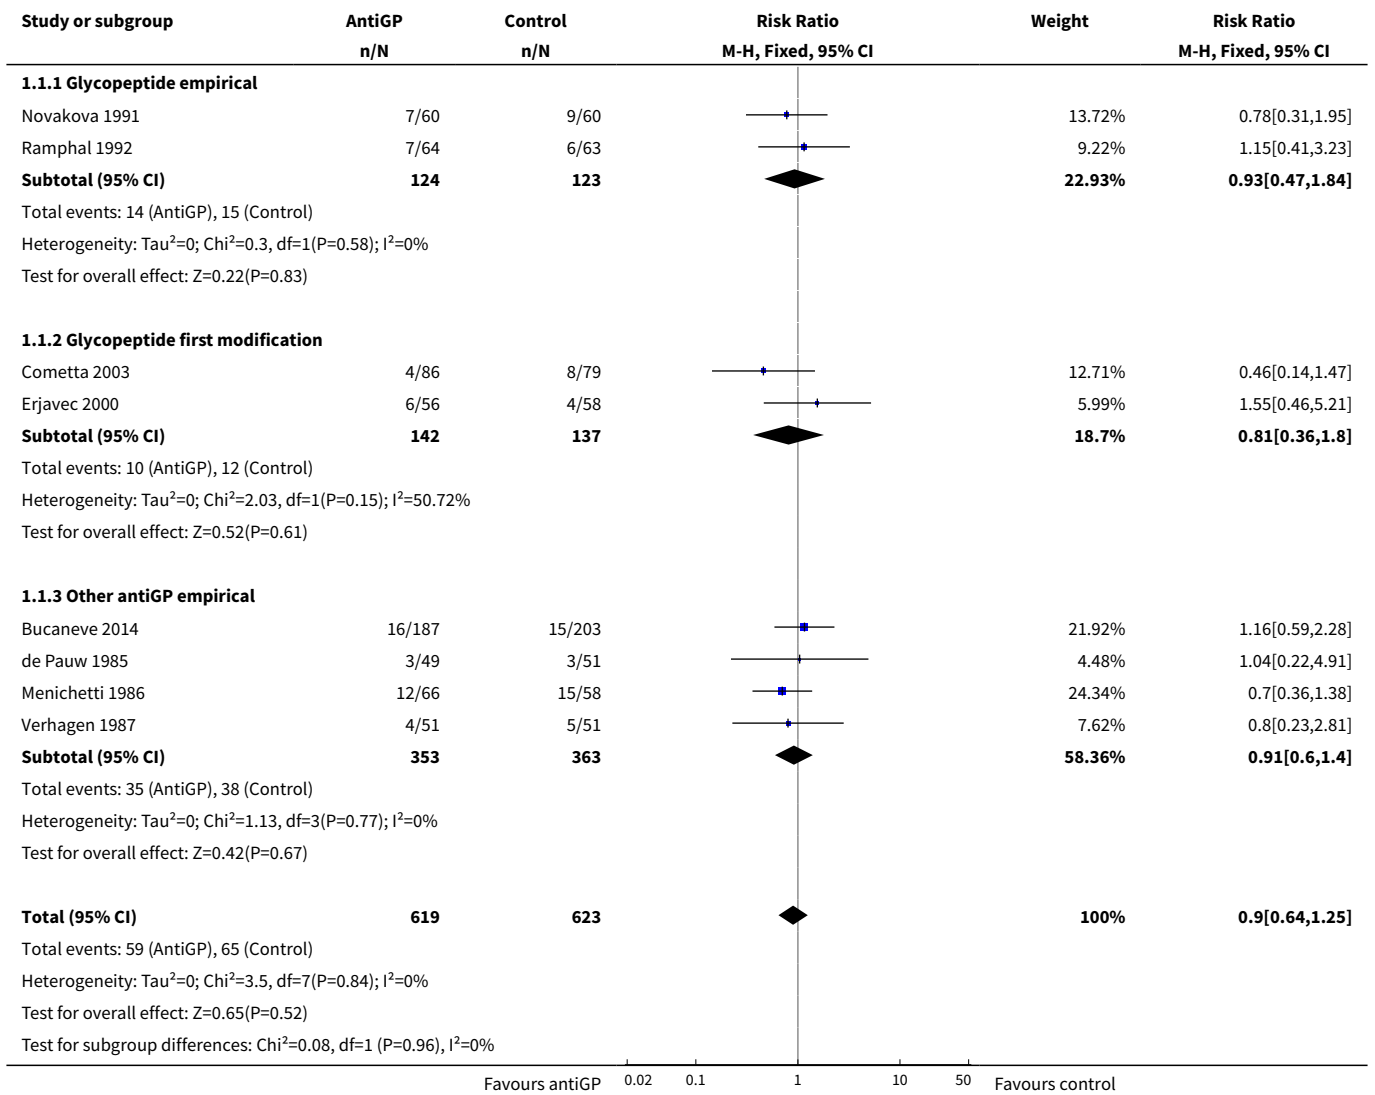 Study or subgroup AntiGP Control Risk Ratio Weight Risk Ratio
n/N n/N M-H, Fixed, 95% CI M-H, Fixed, 95% CI
1.1.1 Glycopeptide empirical
Novakova 1991 7/60 9/60 13.72% 0.78[0.31,1.95]
Ramphal 1992 7/64 6/63 9.22% 1.15[0.41,3.23]
Subtotal (95% CI) 124 123 22.93% 0.93[0.47,1.84]
Total events: 14 (AntiGP), 15 (Control)
Heterogeneity: Tau²=0; Chi²=0.3, df=1(P=0.58); I²=0%
Test for overall effect: Z=0.22(P=0.83)
1.1.2 Glycopeptide first modification
Cometta 2003 4/86 8/79 12.71% 0.46[0.14,1.47]
Erjavec 2000 6/56 4/58 5.99% 1.55[0.46,5.21]
Subtotal (95% CI) 142 137 18.7% 0.81[0.36,1.8]
Total events: 10 (AntiGP), 12 (Control)
Heterogeneity: Tau²=0; Chi²=2.03, df=1(P=0.15); I²=50.72%
Test for overall effect: Z=0.52(P=0.61)
1.1.3 Other antiGP empirical
Bucaneve 2014 16/187 15/203 21.92% 1.16[0.59,2.28]
de Pauw 1985 3/49 3/51 4.48% 1.04[0.22,4.91]
Menichetti 1986 12/66 15/58 24.34% 0.7[0.36,1.38]
Verhagen 1987 4/51 5/51 7.62% 0.8[0.23,2.81]
Subtotal (95% CI) 353 363 58.36% 0.91[0.6,1.4]
Total events: 35 (AntiGP), 38 (Control)
Heterogeneity: Tau²=0; Chi²=1.13, df=3(P=0.77); I²=0%
Test for overall effect: Z=0.42(P=0.67)
Total (95% CI) 619 623 100% 0.9[0.64,1.25]
Total events: 59 (AntiGP), 65 (Control)
Heterogeneity: Tau²=0; Chi²=3.5, df=7(P=0.84); I²=0%
Test for overall effect: Z=0.65(P=0.52)
Test for subgroup differences: Chi²=0.08, df=1 (P=0.96), I²=0%
Favours antiGP 0.02 0.1 1 10 50 Favours control